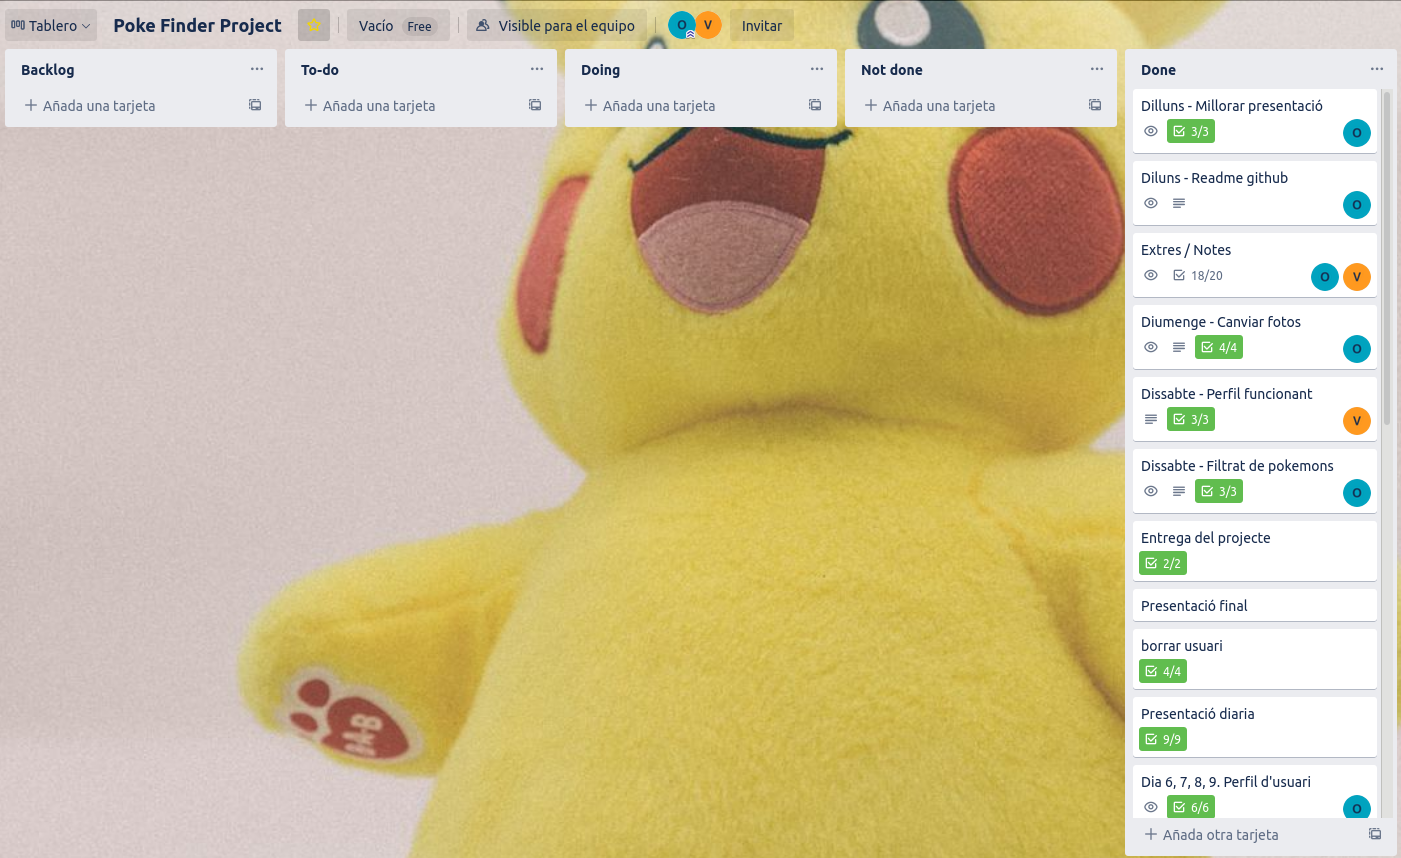 Tablero
Poke Finder Project
Vacío Free
Visible para el equipo
O V
Invitar
Backlog
Añada una tarjeta
To-do
Añada una tarjeta
Doing
Añada una tarjeta
Not done
Añada una tarjeta
Done
Dilluns - Millorar presentació
3/3 O
Diluns - Readme github
O
Extres / Notes
18/20 O V
Diumenge - Canviar fotos
4/4 O
Dissabte - Perfil funcionant
3/3 V
Dissabte - Filtrat de pokemons
3/3 O
Entrega del projecte
2/2
Presentació final
borrar usuari
4/4
Presentació diaria
9/9
Dia 6, 7, 8, 9. Perfil d'usuari
6/6 O
Añada otra tarjeta